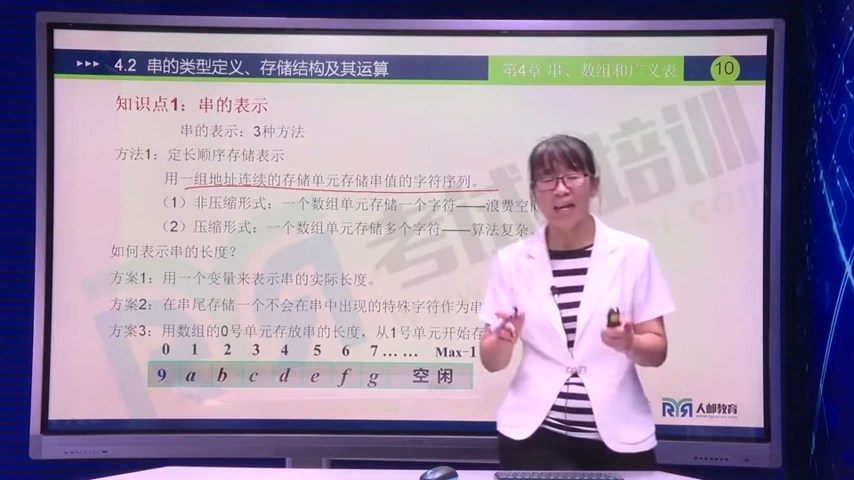 ▸▸▸ 4.2 串的类型定义、存储结构及其运算
第4章 串、数组和广义表
10
知识点1：串的表示
串的表示：3种方法
方法1：定长顺序存储表示
用一组地址连续的存储单元存储串值的字符序列。
（1）非压缩形式：一个数组单元存储一个字符——浪费空间
（2）压缩形式：一个数组单元存储多个字符——算法复杂。
如何表示串的长度？
方案1：用一个变量来表示串的实际长度。
方案2：在串尾存储一个不会在串中出现的特殊字符作为串
方案3：用数组的0号单元存放串的长度，从1号单元开始存
0 1 2 3 4 5 6 7 … … Max-1
9 a b c d e f g 空闲
考试 培训
人邮教育